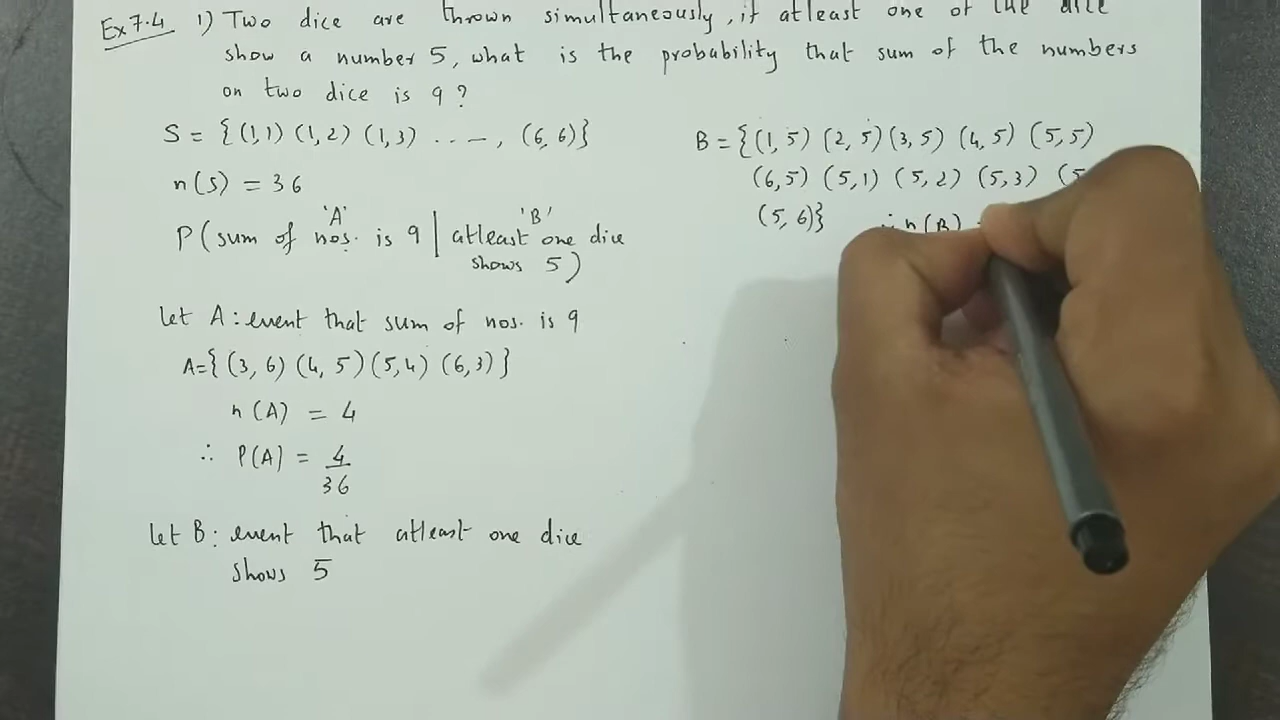 Ex 7.4 1) Two dice are thrown simultaneously, if atleast one of the dice
show a number 5, what is the probability that sum of the numbers
on two dice is 9?
S = {(1,1) (1,2) (1,3) ..-, (6,6)}
n(S) = 36
'A' 'B'
P(sum of nos. is 9 | atleast one dice
shows 5)
Let A: event that sum of nos. is 9
A={(3,6) (4,5) (5,4) (6,3)}
n(A) = 4
∴ P(A) = 4
36
Let B: event that atleast one dice
shows 5
B = {(1,5) (2,5) (3,5) (4,5) (5,5)
(6,5) (5,1) (5,2) (5,3) (5
(5,6)} ∴ n(B) =